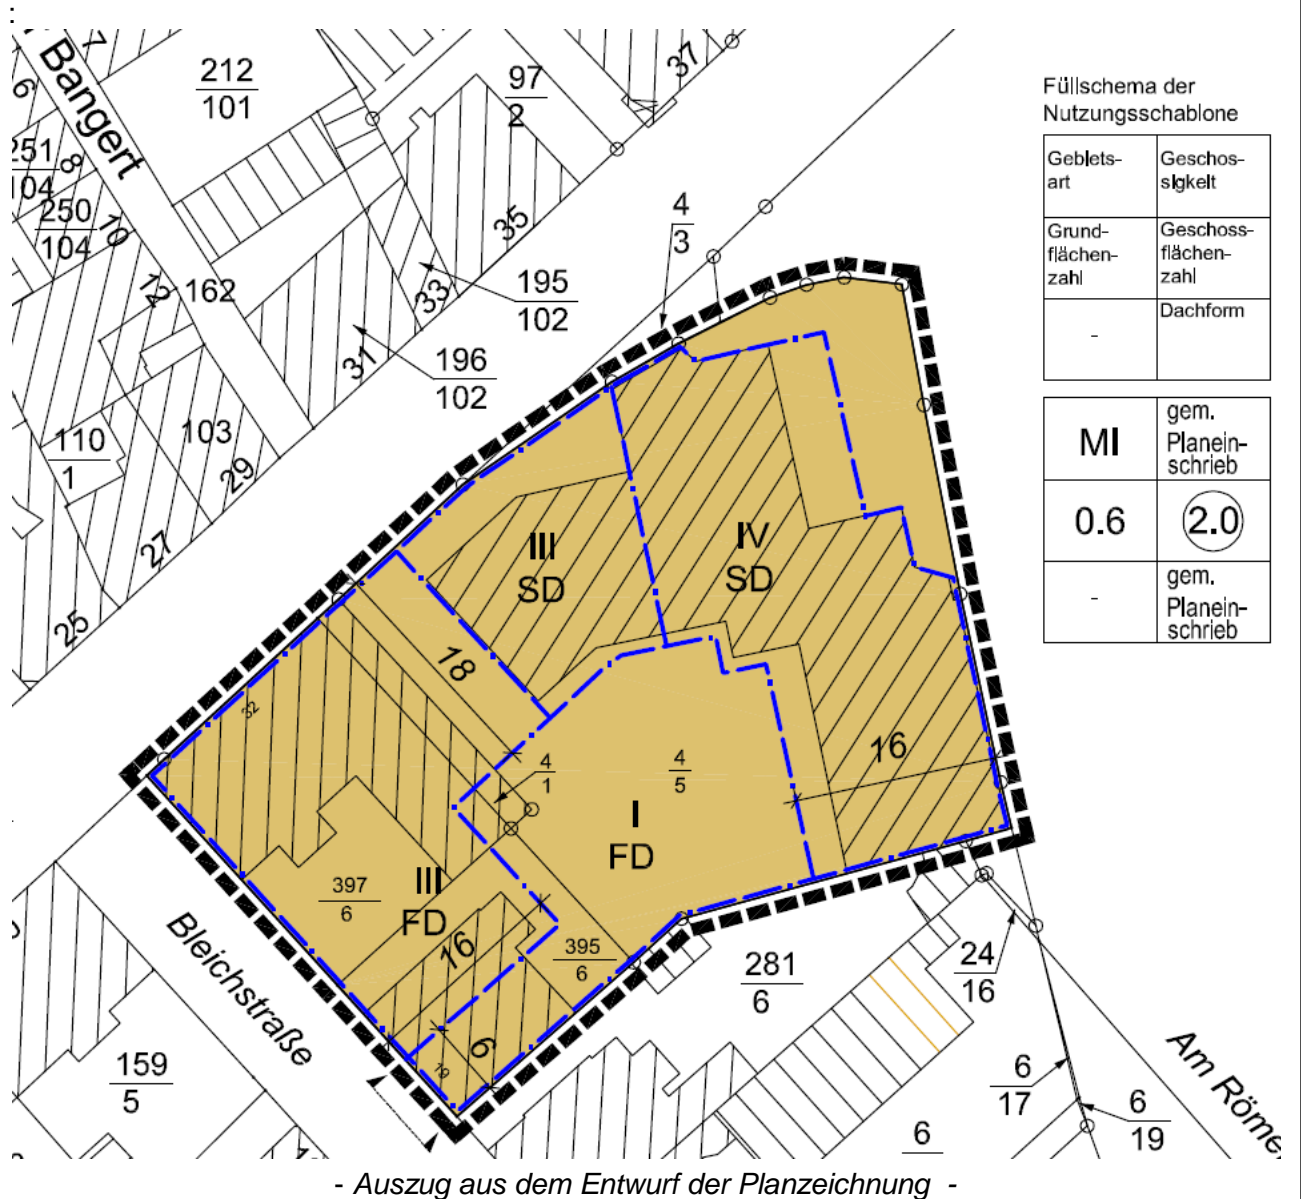 :
Bangert
7
6
8
10
12
212
101
97
2
37
251
104
250
104
162
35
33
31
195
102
196
102
4
3
110
1
103
29
27
25
Füllschema der
Nutzungsschablone
Gebiets-
art
Geschos-
sigkeit
Grund-
flächen-
zahl
Geschoss-
flächen-
zahl
-
Dachform
MI
gem.
Planein-
schrieb
0.6
2.0
-
gem.
Planein-
schrieb
III
SD
IV
SD
18
32
4
1
4
5
16
I
FD
III
FD
397
6
16
395
6
6
19
Bleichstraße
159
5
281
6
24
16
6
17
6
19
6
Am Röme
- Auszug aus dem Entwurf der Planzeichnung -